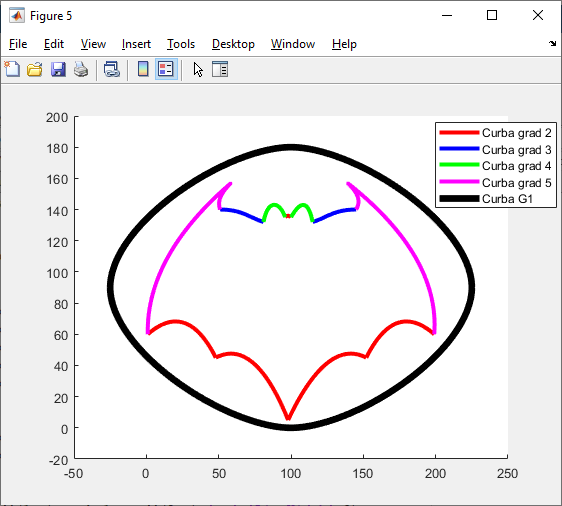 Figure 5
File Edit View Insert Tools Desktop Window Help
200
180
160
140
120
100
80
60
40
20
0
-20
-50 0 50 100 150 200 250
Curba grad 2
Curba grad 3
Curba grad 4
Curba grad 5
Curba G1